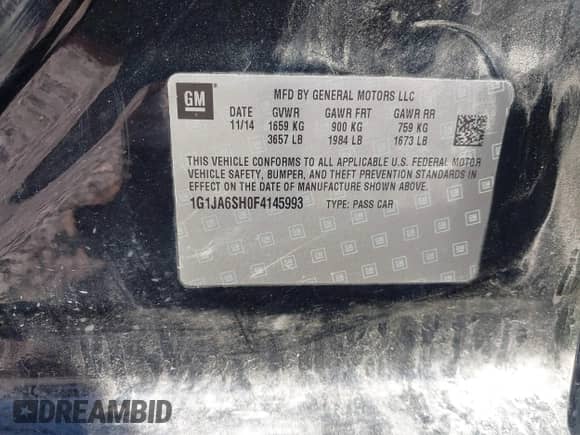 GM
MFD BY GENERAL MOTORS LLC
DATE GVWR GAWR FRT GAWR RR
11/14 1659 KG 900 KG 759 KG
3657 LB 1984 LB 1673 LB
THIS VEHICLE CONFORMS TO ALL APPLICABLE U.S. FEDERAL MOTOR
VEHICLE SAFETY, BUMPER, AND THEFT PREVENTION STANDARDS
IN EFFECT ON THE DATE OF MANUFACTURE SHOWN ABOVE.
1G1JA6SH0F4145993 TYPE: PASS CAR
DREAMBID